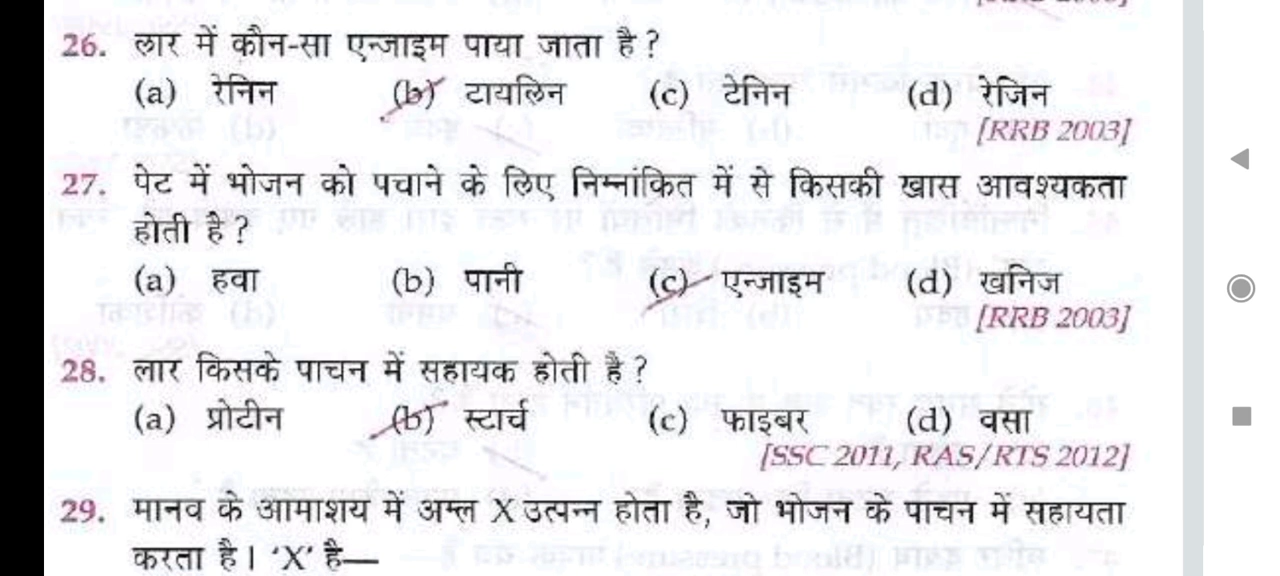 26. लार में कौन-सा एन्जाइम पाया जाता है ?
(a) रेनिन (b) टायलिन (c) टेनिन (d) रेजिन
[RRB 2003]
27. पेट में भोजन को पचाने के लिए निम्नांकित में से किसकी खास आवश्यकता
होती है ?
(a) हवा (b) पानी (c) एन्जाइम (d) खनिज
[RRB 2003]
28. लार किसके पाचन में सहायक होती है ?
(a) प्रोटीन (b) स्टार्च (c) फाइबर (d) वसा
[SSC 2011, RAS/RTS 2012]
29. मानव के आमाशय में अम्ल X उत्पन्न होता है, जो भोजन के पाचन में सहायता
करता है। ‘X’ है—